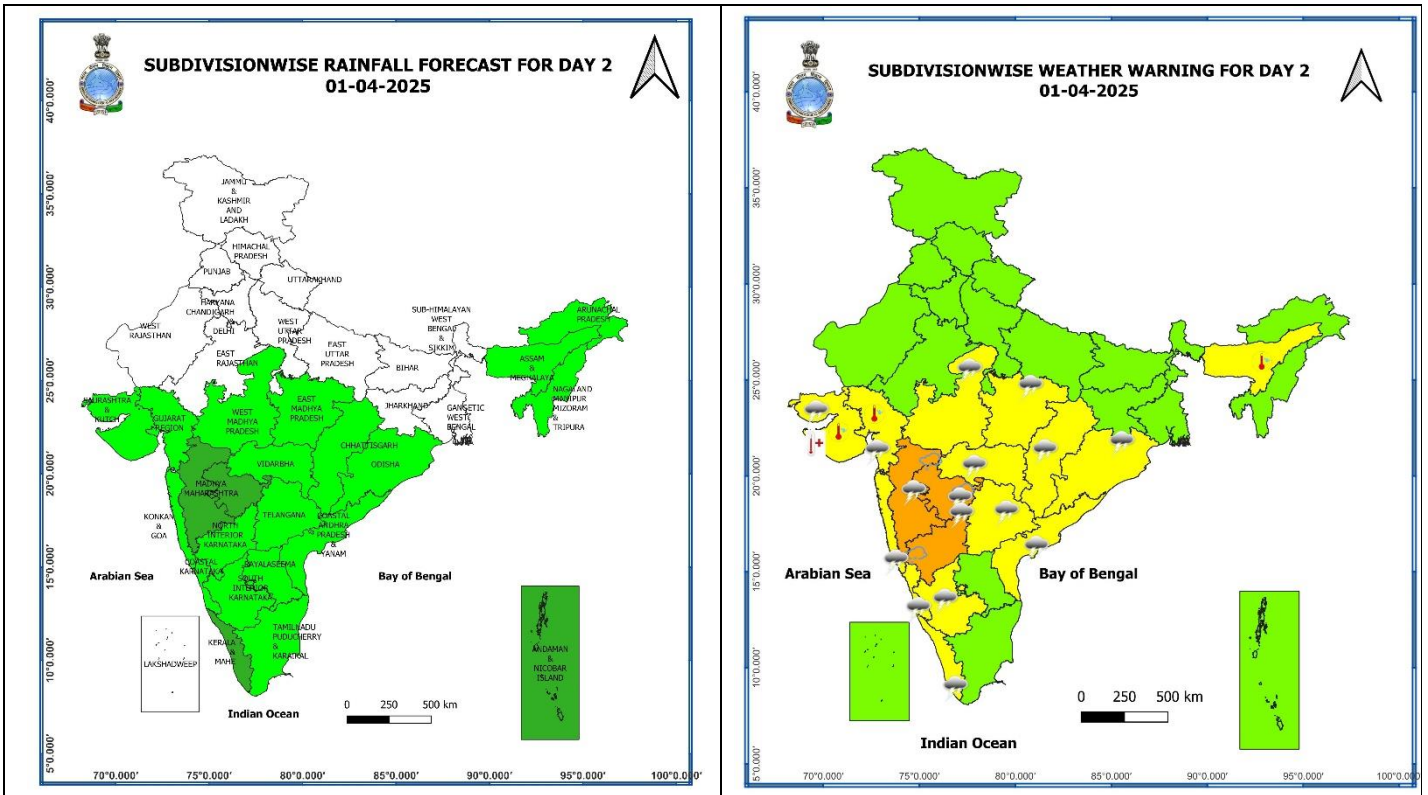 SUBDIVISIONWISE RAINFALL FORECAST FOR DAY 2
01-04-2025
40°0.000'
35°0.000'
30°0.000'
25°0.000'
20°0.000'
15°0.000'
10°0.000'
5°0.000'
JAMMU
&
KASHMIR
AND
LADAKH
HIMACHAL
PRADESH
PUNJAB
UTTARAKHAND
HARYANA
CHANDIGARH
&
DELHI
WEST
RAJASTHAN
EAST
RAJASTHAN
WEST
UTTAR
PRADESH
EAST
UTTAR
PRADESH
SUB-HIMALAYAN
WEST
BENGAL
&
SIKKIM
BIHAR
JHARKHAND
GANGETIC
WEST
BENGAL
ARUNACHAL
PRADESH
ASSAM
&
MEGHALAYA
NAGALAND
MANIPUR
MIZORAM
&
TRIPURA
SAURASHTRA
&
KUTCH
GUJARAT
REGION
WEST
MADHYA
PRADESH
EAST
MADHYA
PRADESH
CHHATTISGARH
ODISHA
VIDARBHA
MADHYA
MAHARASHTRA
KONKAN
&
GOA
TELANGANA
NORTH
INTERIOR
KARNATAKA
COASTAL
ANDHRA
PRADESH
&
YANAM
COASTAL
KARNATAKA
RAYALASEEMA
SOUTH
INTERIOR
KARNATAKA
TAMILNADU
PUDUCHERRY
&
KARAIKAL
KERALA
&
MAHE
LAKSHADWEEP
ANDAMAN
&
NICOBAR
ISLAND
Arabian Sea
Bay of Bengal
Indian Ocean
0 250 500 km
70°0.000' 75°0.000' 80°0.000' 85°0.000' 90°0.000' 95°0.000' 100°0.000'
SUBDIVISIONWISE WEATHER WARNING FOR DAY 2
01-04-2025
40°0.000'
35°0.000'
30°0.000'
25°0.000'
20°0.000'
15°0.000'
10°0.000'
5°0.000'
Arabian Sea
Bay of Bengal
Indian Ocean
0 250 500 km
70°0.000' 75°0.000' 80°0.000' 85°0.000' 90°0.000' 95°0.000' 100°0.000'